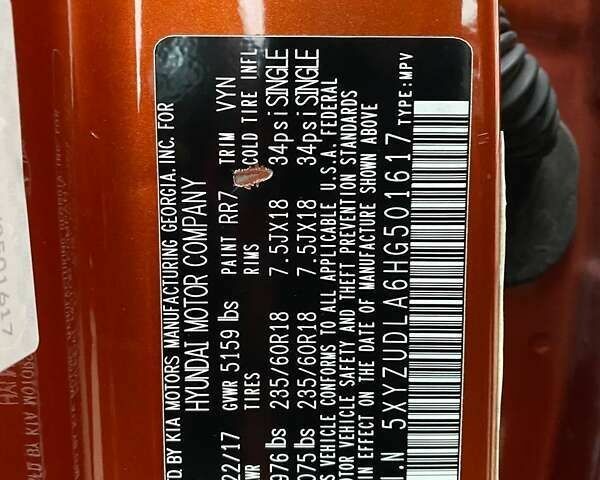 FD BY KIA MOTORS MANUFACTURING GEORGIA, INC. FOR
HYUNDAI MOTOR COMPANY
22/17 GVWR 5159 lbs PAINT RR7 TRIM VYN
WR TIRES RIMS COLD TIRE INFL
976 lbs 235/60R18 7.5JX18 34psi SINGLE
075 lbs 235/60R18 7.5JX18 34psi SINGLE
S VEHICLE CONFORMS TO ALL APPLICABLE U.S.A. FEDERAL
TOR VEHICLE SAFETY AND THEFT PREVENTION STANDARDS
IN EFFECT ON THE DATE OF MANUFACTURE SHOWN ABOVE
I.N 5XYZUDLA6HG501617 TYPE: MPV